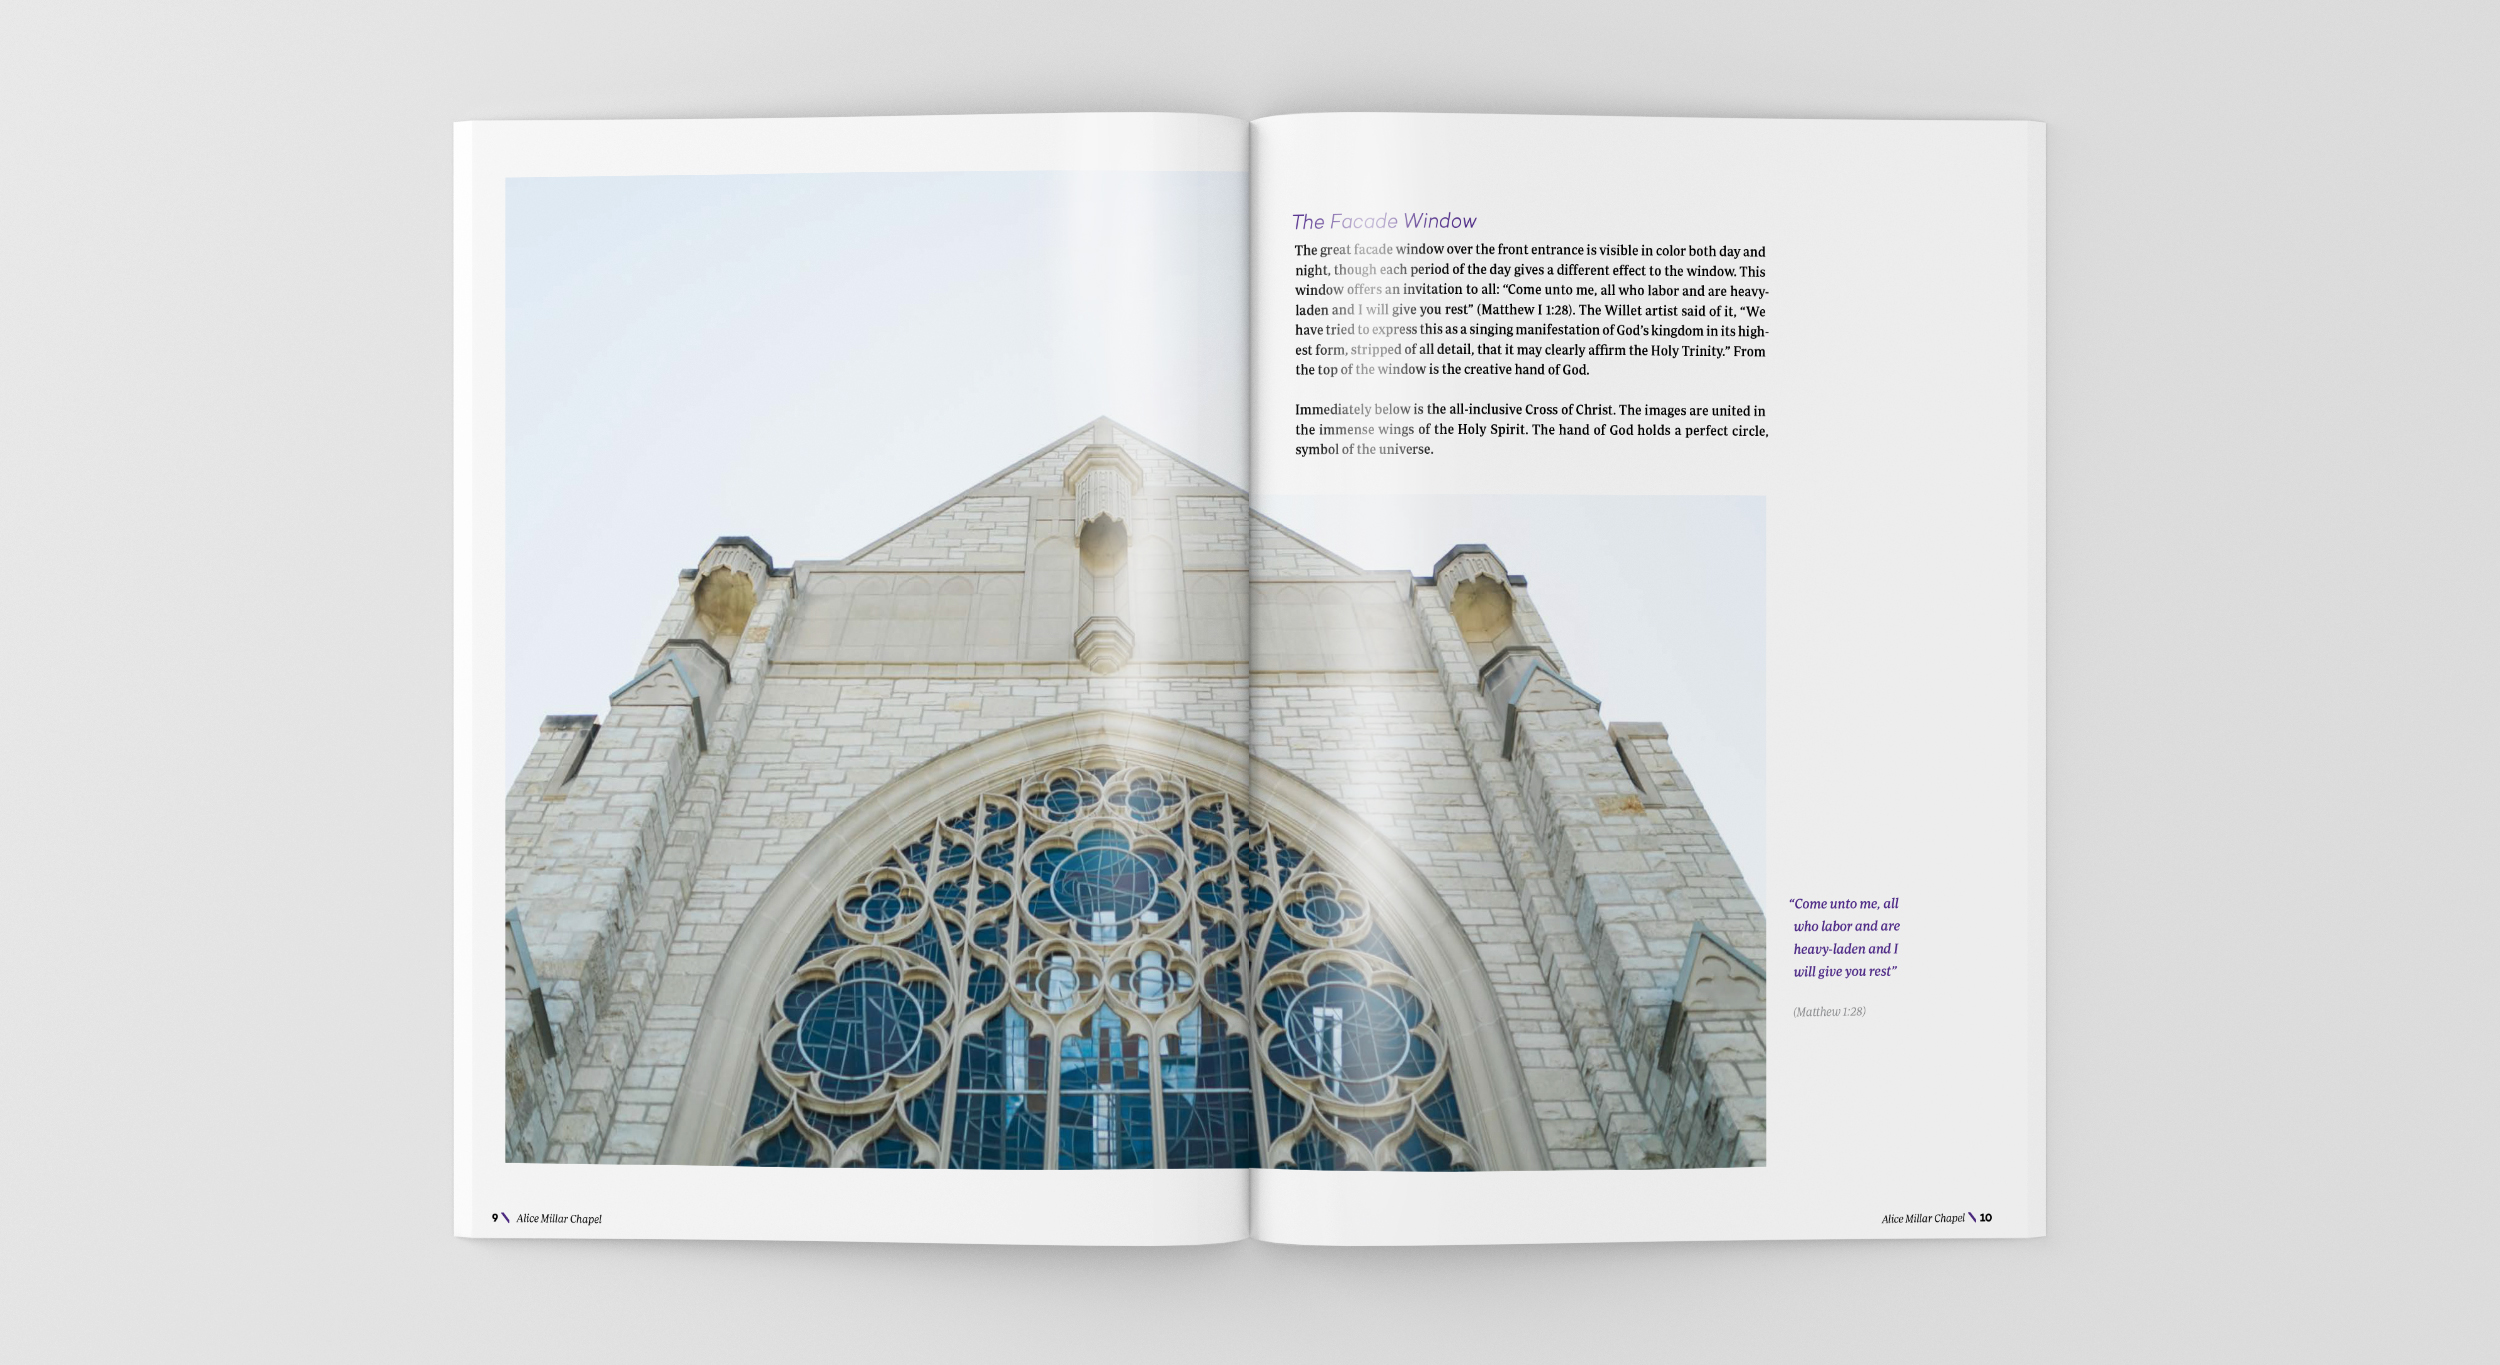 The Facade Window
The great facade window over the front entrance is visible in color both day and
night, though each period of the day gives a different effect to the window. This
window offers an invitation to all: “Come unto me, all who labor and are heavy-
laden and I will give you rest” (Matthew I 1:28). The Willet artist said of it, “We
have tried to express this as a singing manifestation of God’s kingdom in its high-
est form, stripped of all detail, that it may clearly affirm the Holy Trinity.” From
the top of the window is the creative hand of God.
Immediately below is the all-inclusive Cross of Christ. The images are united in
the immense wings of the Holy Spirit. The hand of God holds a perfect circle,
symbol of the universe.
“Come unto me, all
who labor and are
heavy-laden and I
will give you rest”
(Matthew 1:28)
9 \ Alice Millar Chapel
Alice Millar Chapel \ 10